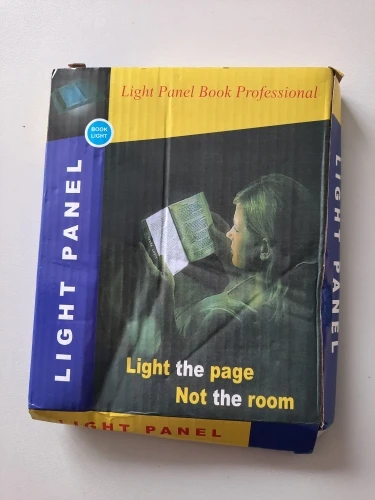 Light Panel Book Professional
BOOK
LIGHT
LIGHT PANEL
LIGHT PANEL
Light the page
Not the room
LIGHT PANEL